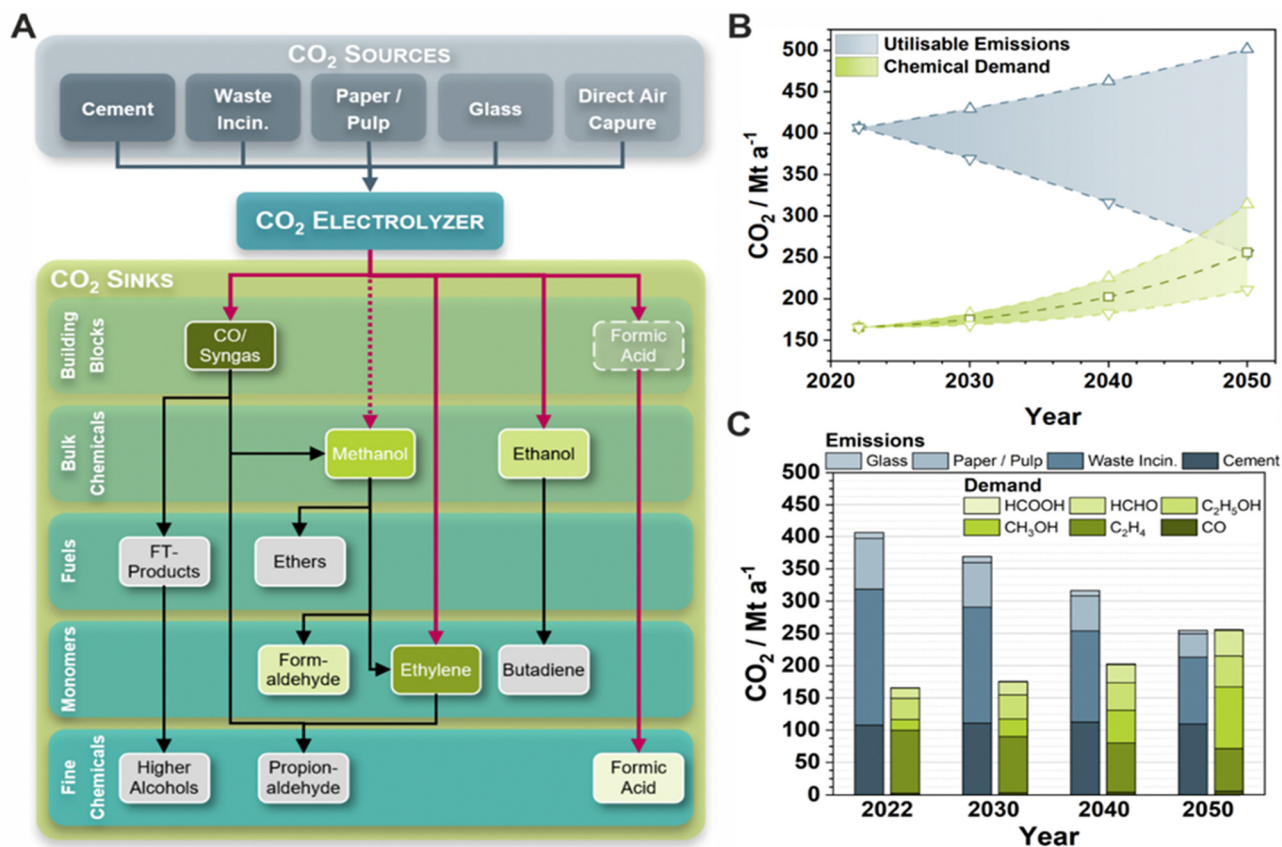 A
CO₂ SOURCES
Cement
Waste
Incin.
Paper /
Pulp
Glass
Direct Air
Capure
CO₂ ELECTROLYZER
CO₂ SINKS
Building
Blocks
CO/
Syngas
Formic
Acid
Bulk
Chemicals
Methanol
Ethanol
Fuels
FT-
Products
Ethers
Monomers
Form-
aldehyde
Ethylene
Butadiene
Fine
Chemicals
Higher
Alcohols
Propion-
aldehyde
Formic
Acid
B
Utilisable Emissions
Chemical Demand
CO₂ / Mt a⁻¹
500
450
400
350
300
250
200
150
2020
2030
2040
2050
Year
C
Emissions
Glass
Paper / Pulp
Waste Incin.
Cement
Demand
HCOOH
HCHO
C₂H₅OH
CH₃OH
C₂H₄
CO
CO₂ / Mt a⁻¹
500
450
400
350
300
250
200
150
100
50
0
2022
2030
2040
2050
Year